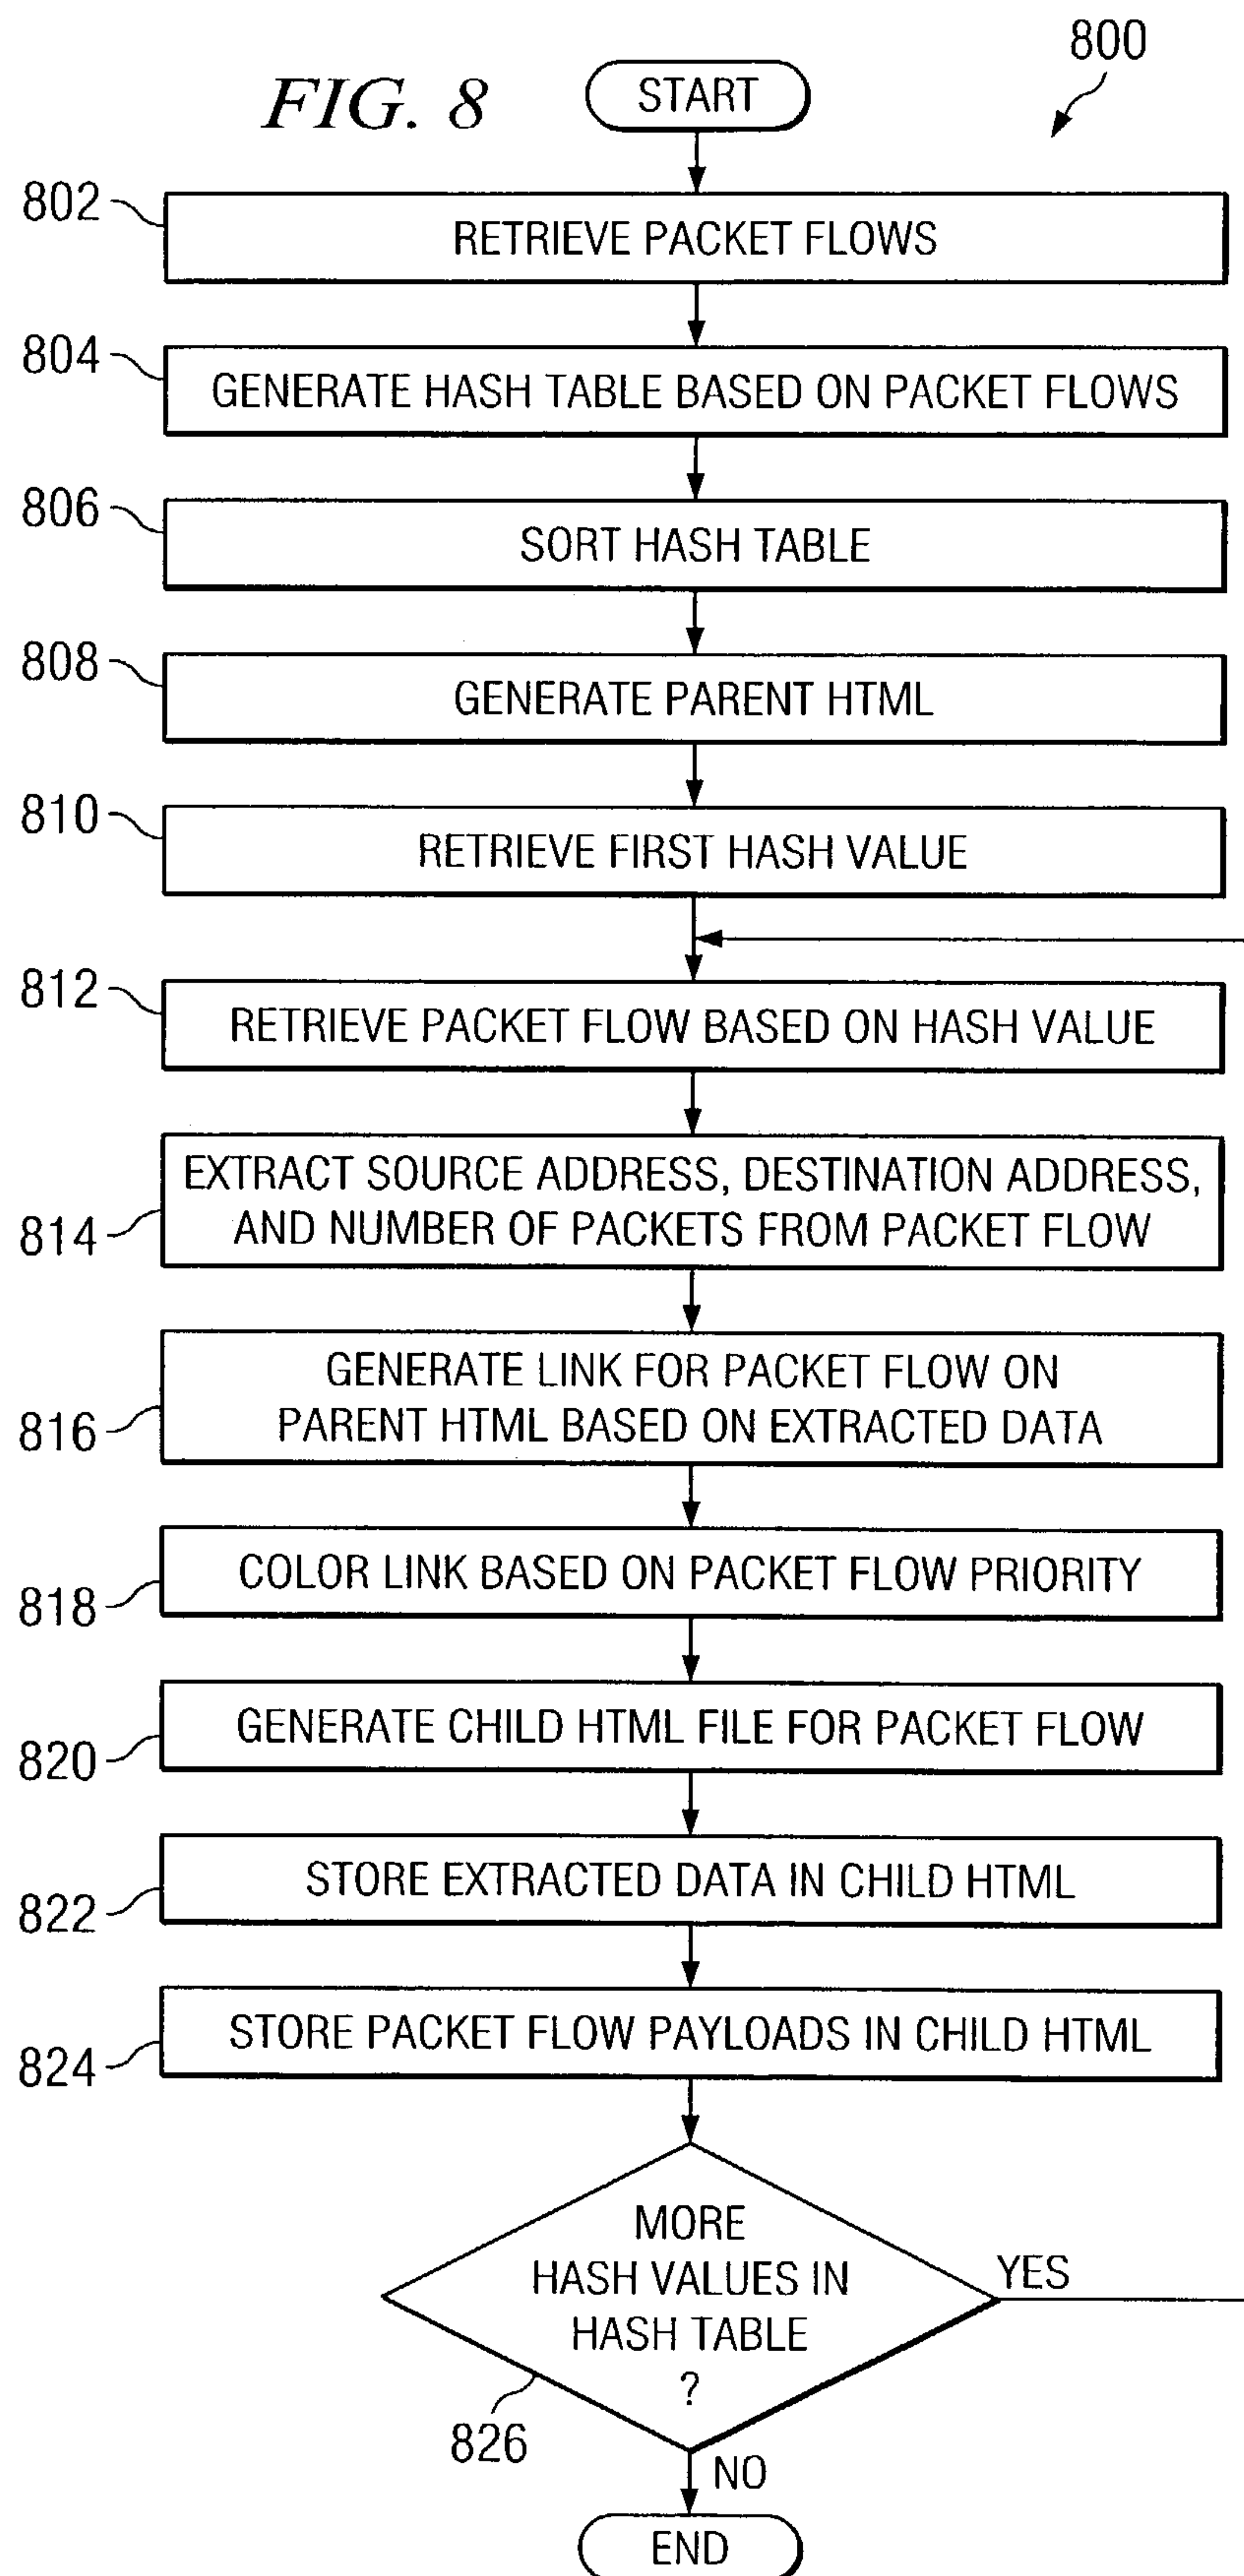 800
FIG. 8
START
802
RETRIEVE PACKET FLOWS
804
GENERATE HASH TABLE BASED ON PACKET FLOWS
806
SORT HASH TABLE
808
GENERATE PARENT HTML
810
RETRIEVE FIRST HASH VALUE
812
RETRIEVE PACKET FLOW BASED ON HASH VALUE
814
EXTRACT SOURCE ADDRESS, DESTINATION ADDRESS,
AND NUMBER OF PACKETS FROM PACKET FLOW
816
GENERATE LINK FOR PACKET FLOW ON
PARENT HTML BASED ON EXTRACTED DATA
818
COLOR LINK BASED ON PACKET FLOW PRIORITY
820
GENERATE CHILD HTML FILE FOR PACKET FLOW
822
STORE EXTRACTED DATA IN CHILD HTML
824
STORE PACKET FLOW PAYLOADS IN CHILD HTML
MORE
HASH VALUES IN
HASH TABLE
?
YES
826
NO
END